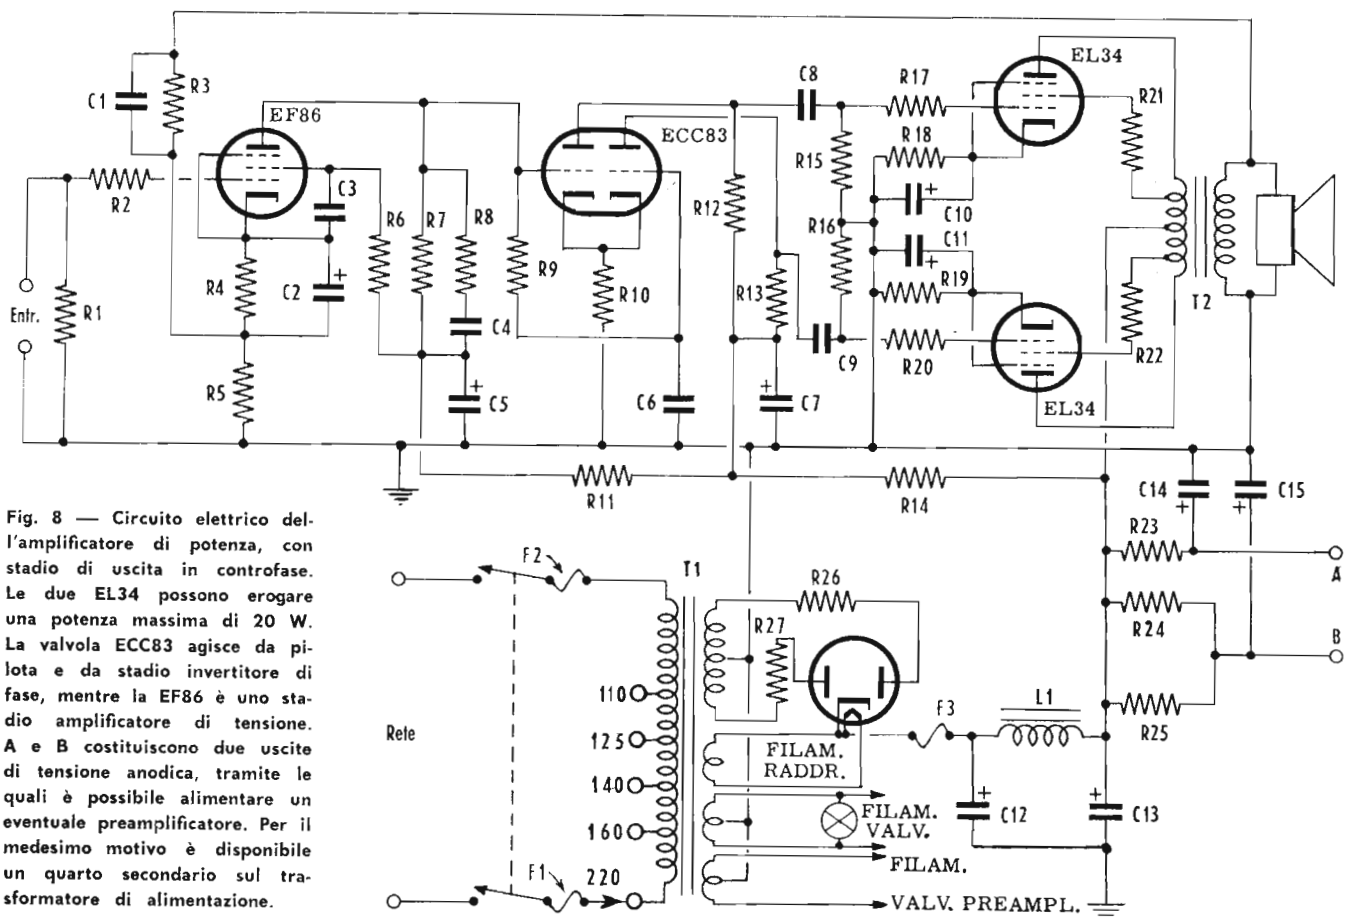 EL34
C8
R17
R21
C1
R3
EF86
ECC83
R18
R15
R2
C3
R6
R7
R8
R12
C10
R16
C11
R9
R4
C2
R10
R13
R19
T2
Entr.
R1
C4
R20
R22
C9
R5
C5
C6
C7
EL34
R11
R14
C14
C15
Fig. 8 — Circuito elettrico del-
l'amplificatore di potenza, con
stadio di uscita in controfase.
Le due EL34 possono erogare
una potenza massima di 20 W.
La valvola ECC83 agisce da pi-
lota e da stadio invertitore di
fase, mentre la EF86 è uno sta-
dio amplificatore di tensione.
A e B costituiscono due uscite
di tensione anodica, tramite le
quali è possibile alimentare un
eventuale preamplificatore. Per il
medesimo motivo è disponibile
un quarto secondario sul tra-
sformatore di alimentazione.
F2
T1
R26
R23
A
R27
R24
B
110
L1
F3
R25
Rete
125
FILAM.
RADDR.
140
160
FILAM.
VALV.
C12
C13
F1
220
FILAM.
VALV. PREAMPL.